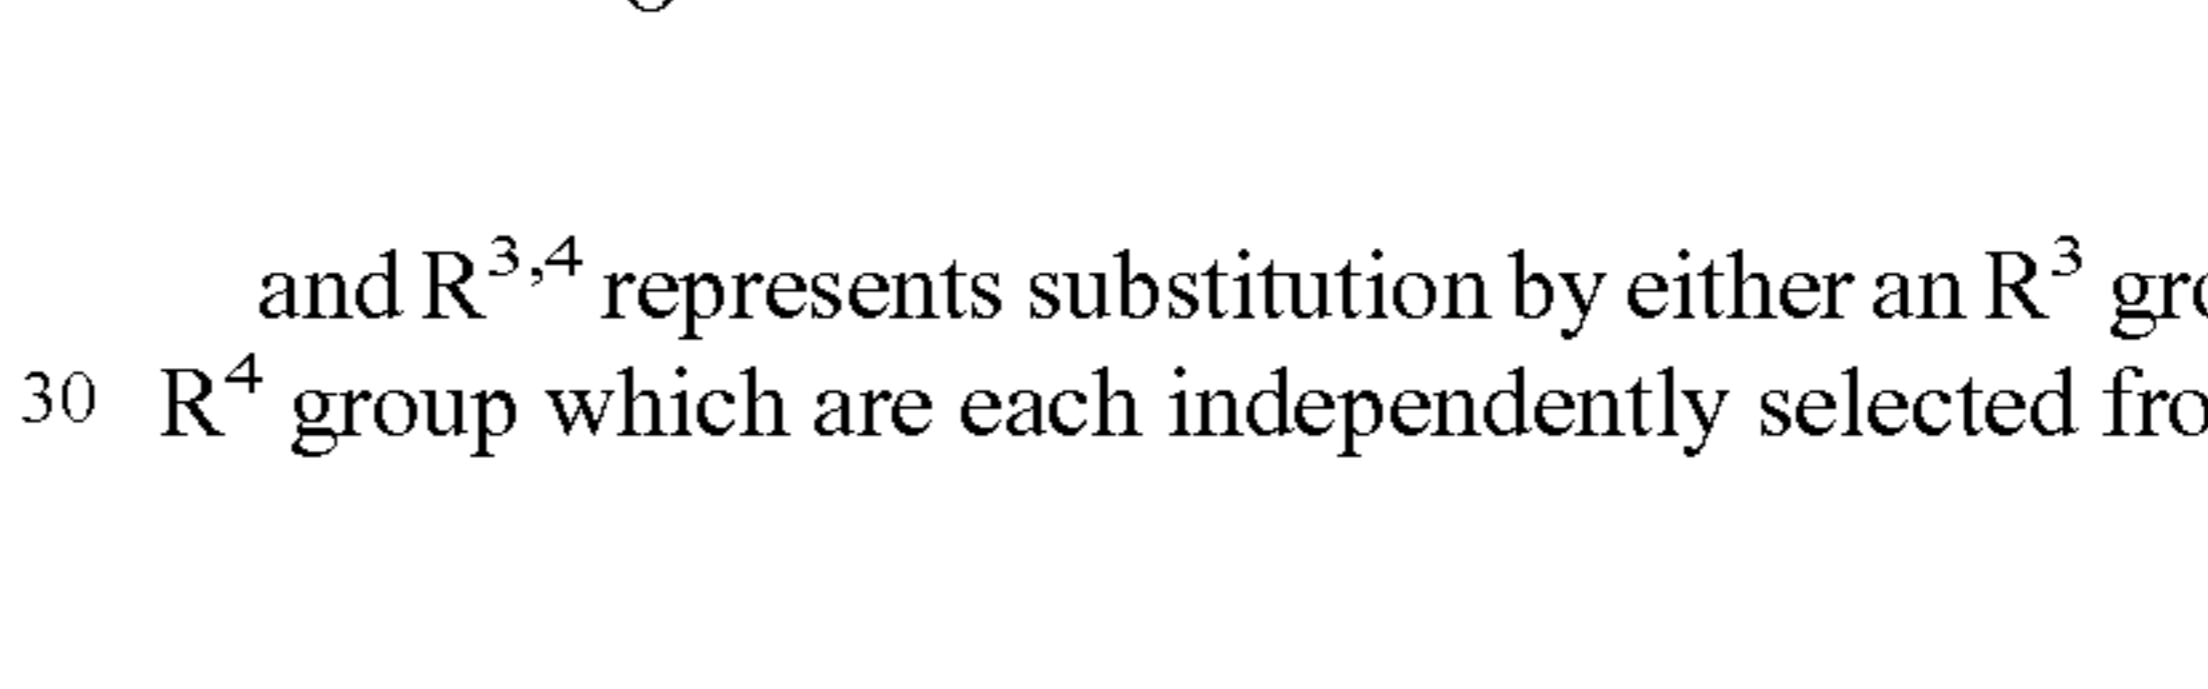 and R³,⁴ represents substitution by either an R³
30 R⁴ group which are each independently selected